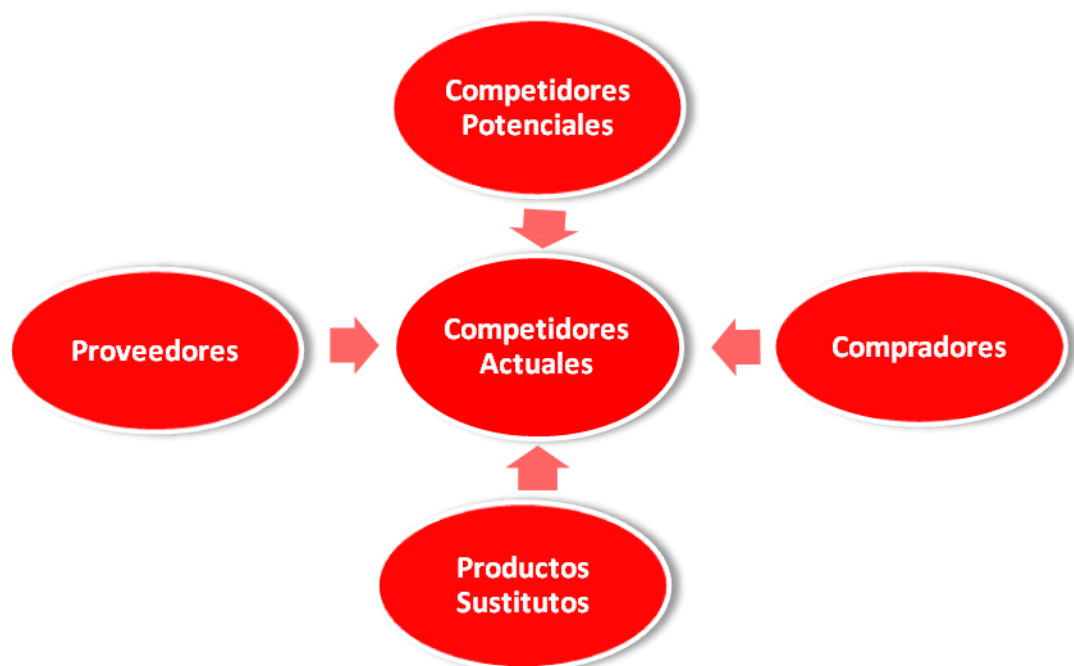 Competidores
Potenciales
Proveedores
Competidores
Actuales
Compradores
Productos
Sustitutos